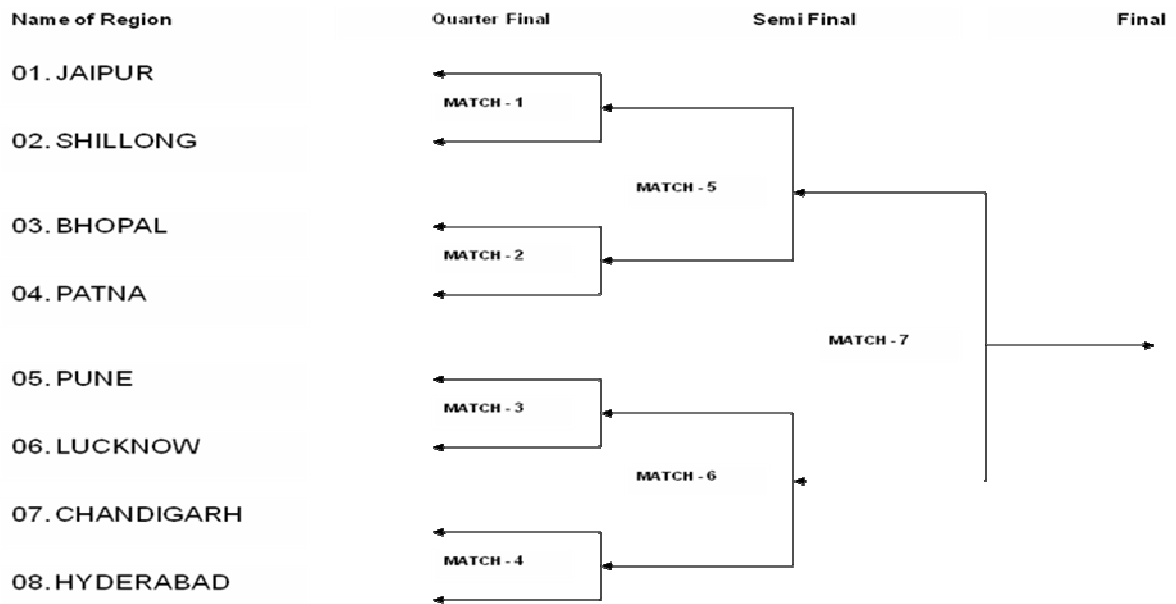 Name of Region Quarter Final Semi Final Final
01. JAIPUR
MATCH - 1
02. SHILLONG
MATCH - 5
03. BHOPAL
MATCH - 2
04. PATNA
MATCH - 7
05. PUNE
MATCH - 3
06. LUCKNOW
MATCH - 6
07. CHANDIGARH
MATCH - 4
08. HYDERABAD